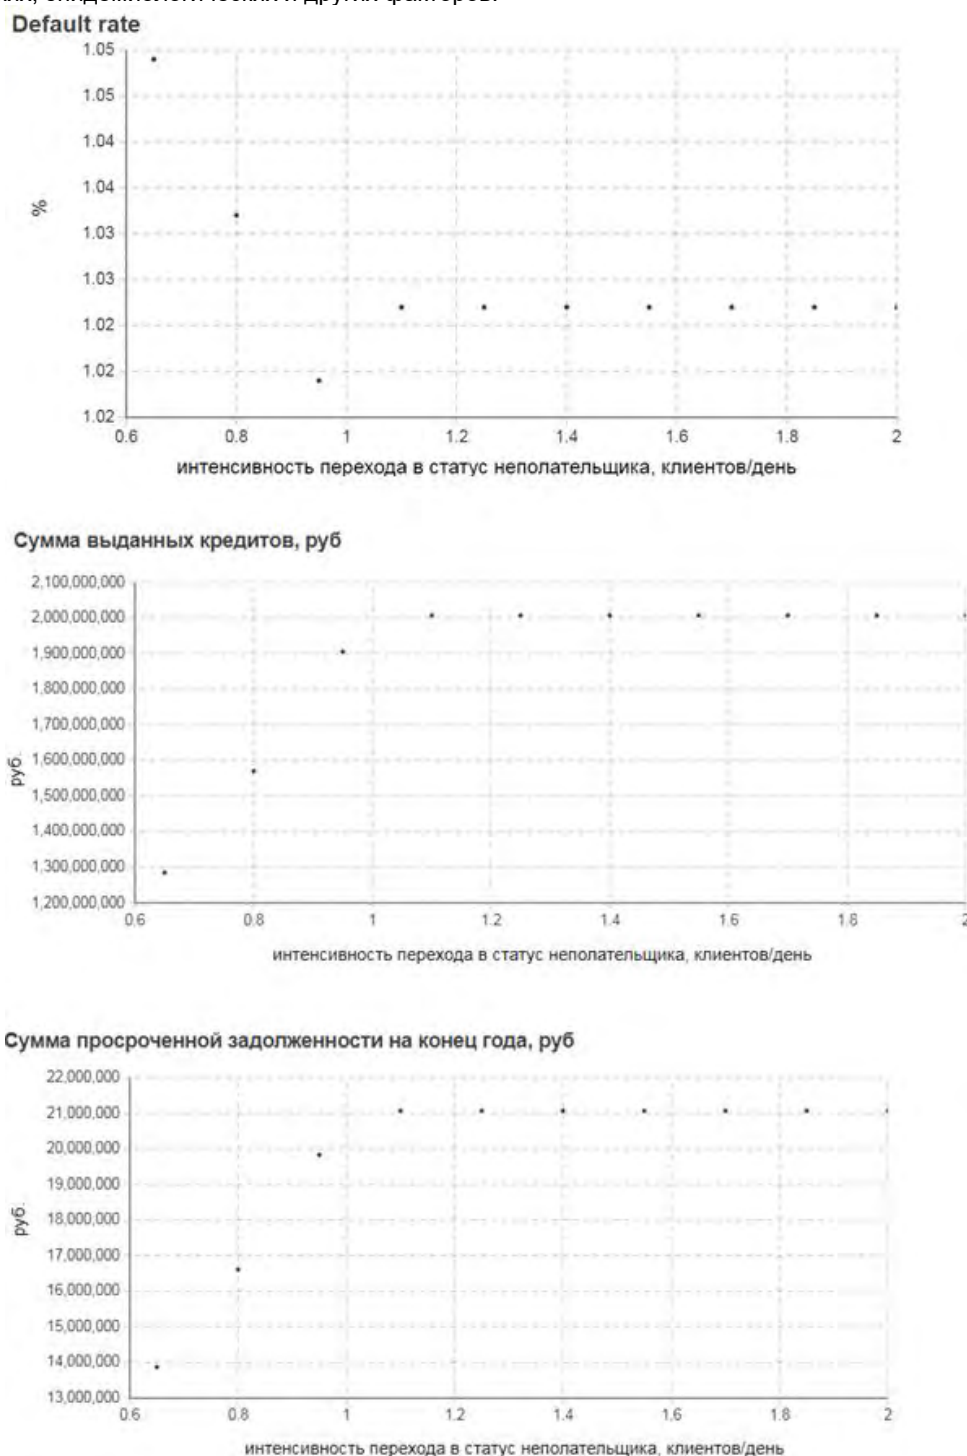 эпидемиологических и других факторов.
Default rate
1.05
1.05
1.04
1.04
%
1.03
1.03
1.02
1.02
1.02
0.6 0.8 1 1.2 1.4 1.6 1.8 2
интенсивность перехода в статус неполательщика, клиентов/день
Сумма выданных кредитов, руб
2,100,000,000
2,000,000,000
1,900,000,000
1,800,000,000
1,700,000,000
руб.
1,600,000,000
1,500,000,000
1,400,000,000
1,300,000,000
1,200,000,000
0.6 0.8 1 1.2 1.4 1.6 1.8 2
интенсивность перехода в статус неполательщика, клиентов/день
Сумма просроченной задолженности на конец года, руб
22,000,000
21,000,000
20,000,000
19,000,000
18,000,000
руб.
17,000,000
16,000,000
15,000,000
14,000,000
13,000,000
0.6 0.8 1 1.2 1.4 1.6 1.8 2
интенсивность перехода в статус неполательщика, клиентов/день